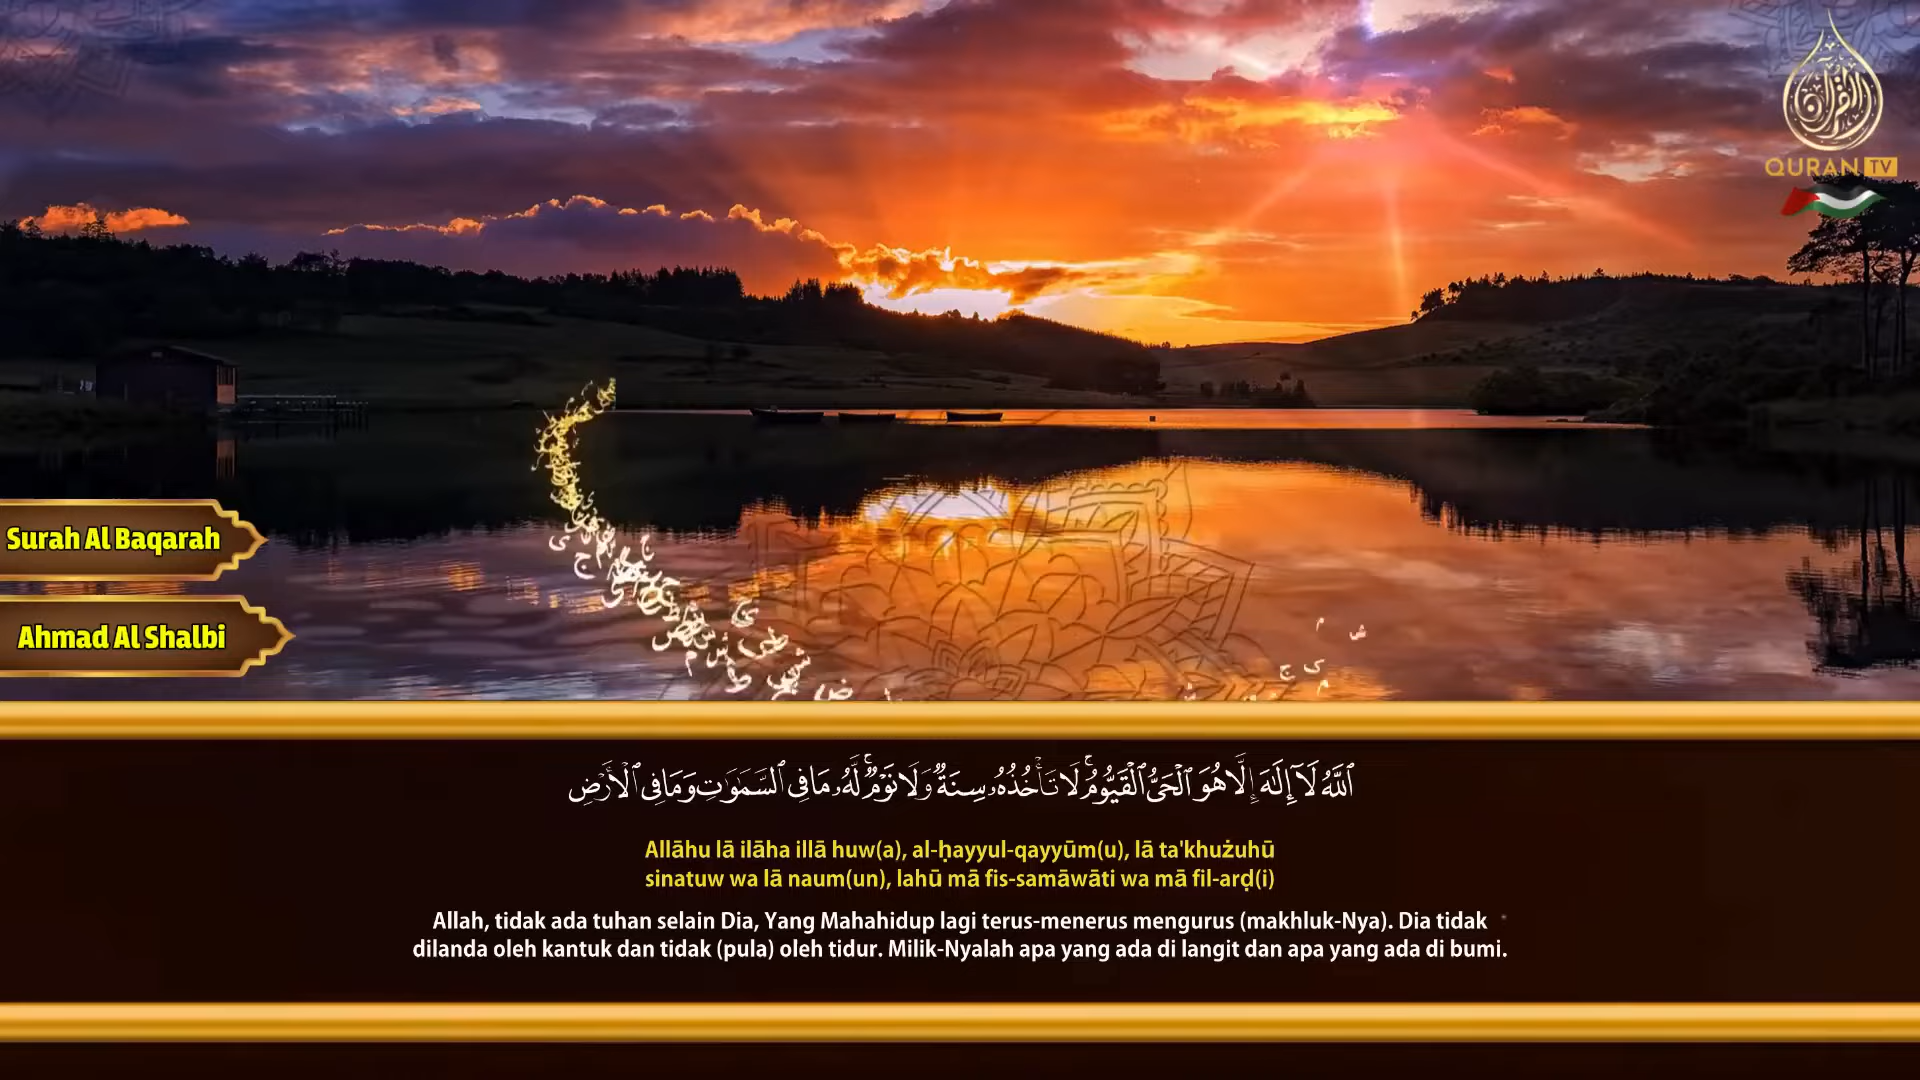 القرآن
QURAN TV
Surah Al Baqarah
Ahmad Al Shalbi
ٱللَّهُ لَآ إِلَٰهَ إِلَّا هُوَ ٱلْحَىُّ ٱلْقَيُّومُ ۚ لَا تَأْخُذُهُۥ سِنَةٌ وَلَا نَوْمٌ ۚ لَّهُۥ مَا فِى ٱلسَّمَٰوَٰتِ وَمَا فِى ٱلْأَرْضِ
Allāhu lā ilāha illā huw(a), al-ḥayyul-qayyūm(u), lā ta'khużuhū
sinatuw wa lā naum(un), lahū mā fis-samāwāti wa mā fil-arḍ(i)
Allah, tidak ada tuhan selain Dia, Yang Mahahidup lagi terus-menerus mengurus (makhluk-Nya). Dia tidak
dilanda oleh kantuk dan tidak (pula) oleh tidur. Milik-Nyalah apa yang ada di langit dan apa yang ada di bumi.